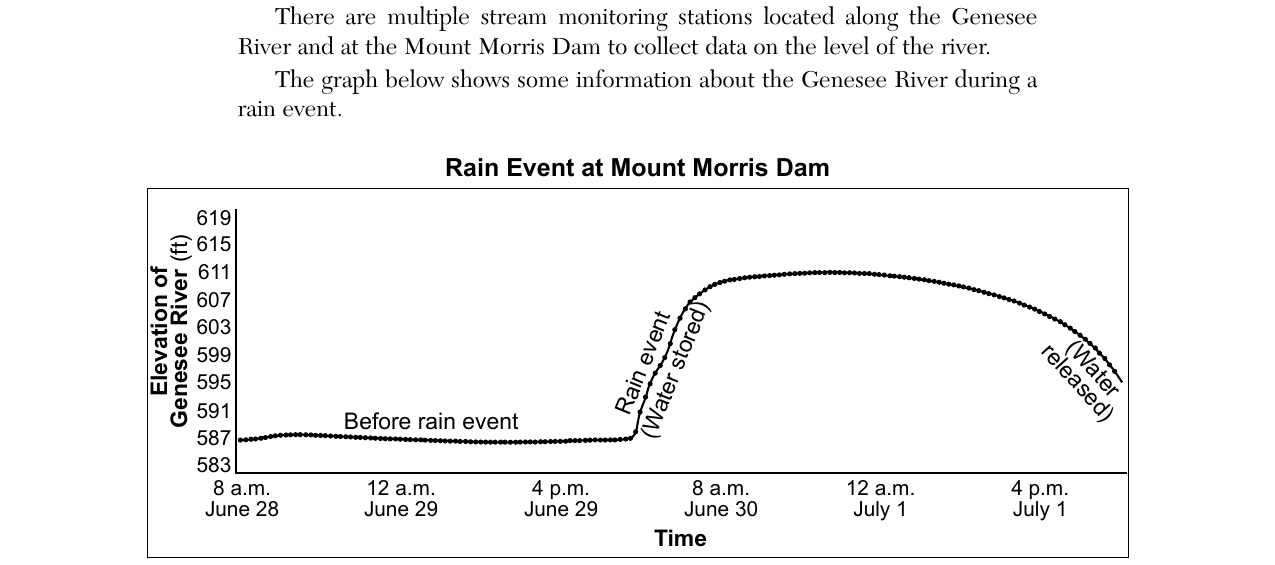 There are multiple stream monitoring stations located along the Genesee
River and at the Mount Morris Dam to collect data on the level of the river.
The graph below shows some information about the Genesee River during a
rain event.
Rain Event at Mount Morris Dam
Elevation of
Genesee River (ft)
619
615
611
607
603
599
595
591
587
583
Before rain event
Rain event
(Water stored)
(Water
released)
8 a.m. 12 a.m. 4 p.m. 8 a.m. 12 a.m. 4 p.m.
June 28 June 29 June 29 June 30 July 1 July 1
Time